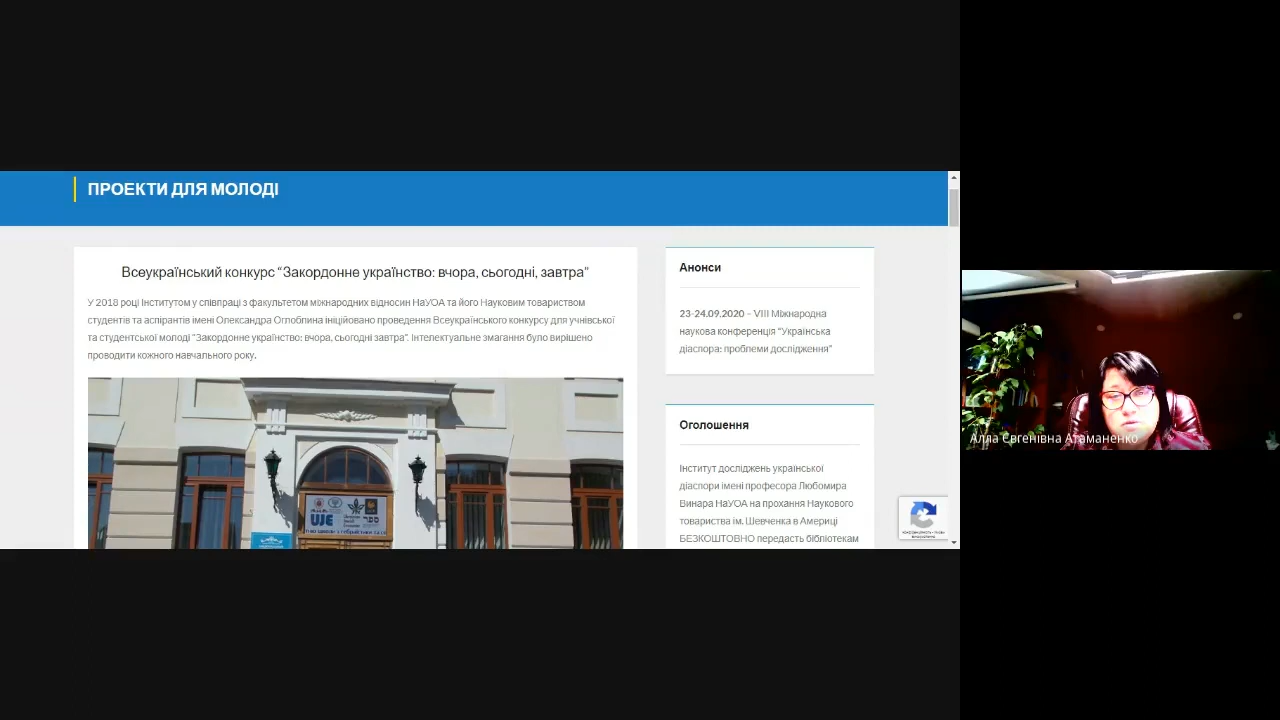 ПРОЕКТИ ДЛЯ МОЛОДІ
Всеукраїнський конкурс “Закордонне українство: вчора, сьогодні, завтра”
У 2018 році Інститутом у співпраці з факультетом міжнародних відносин НаУОА та його Науковим товариством
студентів та аспірантів імені Олександра Оглоблина ініційовано проведення Всеукраїнського конкурсу для учнівської
та студентської молоді “Закордонне українство: вчора, сьогодні завтра”. Інтелектуальне змагання було вирішено
проводити кожного навчального року.
UJE
Анонси
23-24.09.2020 – VIII Міжнародна
наукова конференція “Українська
діаспора: проблеми дослідження”
Оголошення
Інститут досліджень української
діаспори імені професора Любомира
Винара НаУОА на прохання Наукового
товариства ім. Шевченка в Америці
БЕЗКОШТОВНО передасть бібліотекам
Алла Євгенівна Атаманенко